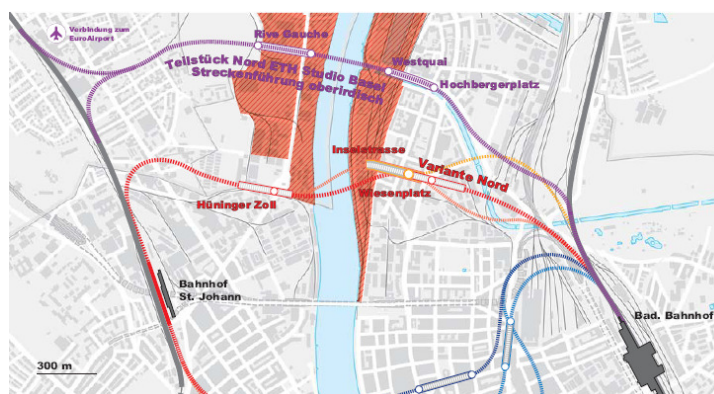 Verbindung zum
EuroAirport
Rive Gauche
Teilstück Nord ETH Studio Basel
Streckenführung oberirdisch
Westquai
Hochbergerplatz
Inselstrasse
Variante Nord
Hüninger Zoll
Wiesenplatz
Bahnhof
St. Johann
Bad. Bahnhof
300 m